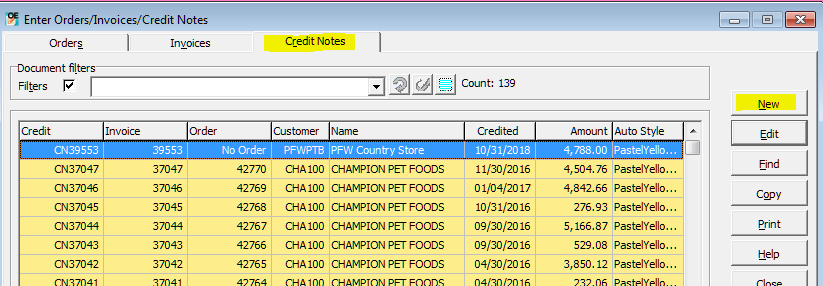 OE Enter Orders/Invoices/Credit Notes
Orders Invoices Credit Notes
Document filters
Filters Count: 139
New
Credit Invoice Order Customer Name Credited Amount Auto Style
Edit
CN39553 39553 No Order PFWPTB PFW Country Store 10/31/2018 4,788.00 PastelYello...
CN37047 37047 42770 CHA100 CHAMPION PET FOODS 11/30/2016 4,504.76 PastelYello...
Find
CN37046 37046 42769 CHA100 CHAMPION PET FOODS 01/04/2017 4,842.66 PastelYello...
Copy
CN37045 37045 42768 CHA100 CHAMPION PET FOODS 10/31/2016 276.93 PastelYello...
CN37044 37044 42767 CHA100 CHAMPION PET FOODS 09/30/2016 5,166.87 PastelYello...
Print
CN37043 37043 42766 CHA100 CHAMPION PET FOODS 09/30/2016 529.08 PastelYello...
Help
CN37042 37042 42765 CHA100 CHAMPION PET FOODS 04/30/2016 3,850.12 PastelYello...
CN37041 37041 42764 CHA100 CHAMPION PET FOODS 04/30/2016 232.06 PastelYello...
Close